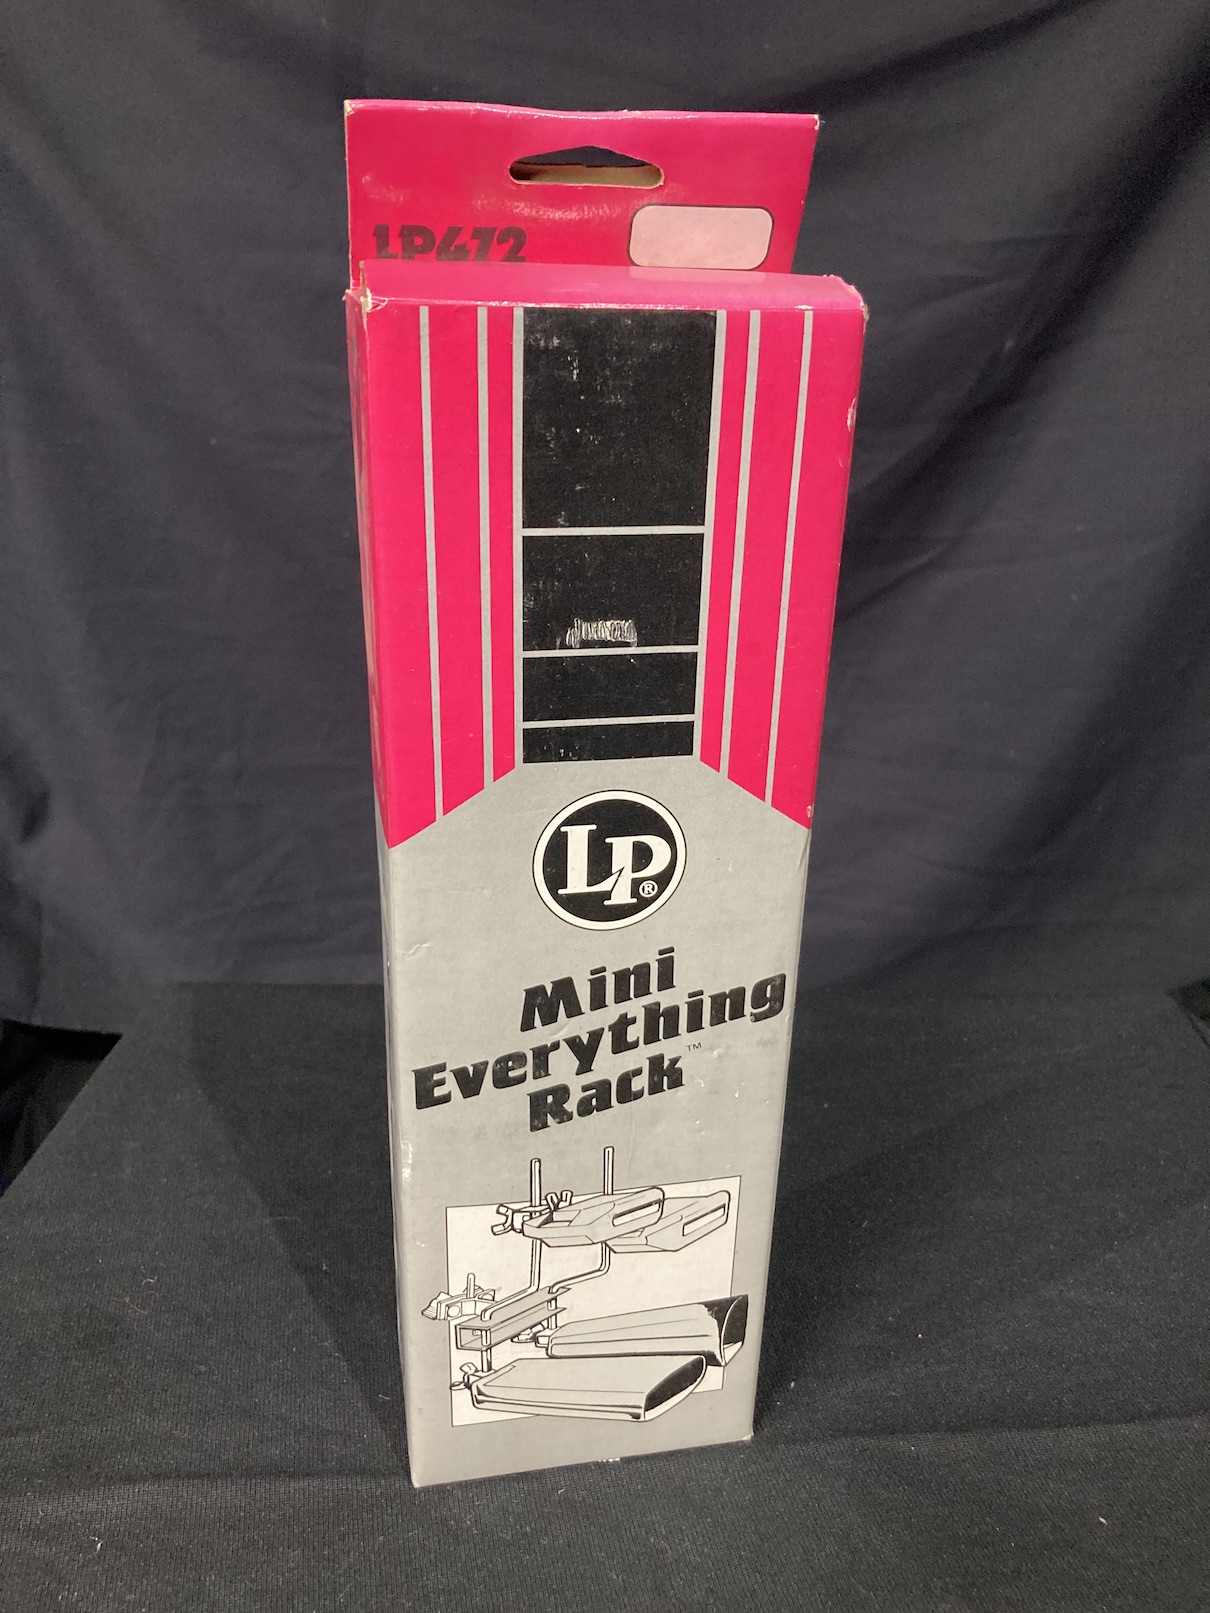 LP472
LP®
Mini
Everything
Rack™